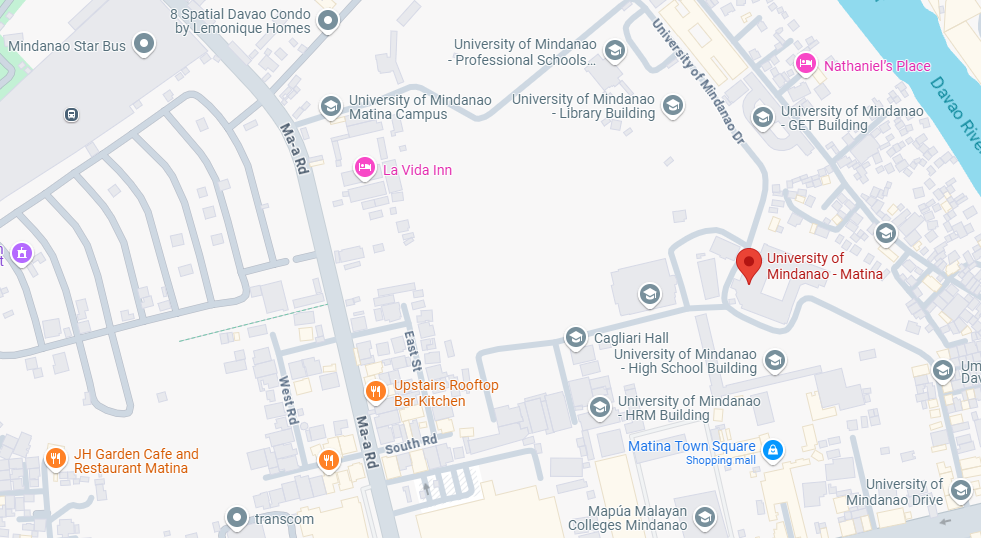 8 Spatial Davao Condo
by Lemonique Homes
Mindanao Star Bus
University of Mindanao
- Professional Schools...
University of Mindanao Dr
Nathaniel's Place
Davao River
University of Mindanao
Matina Campus
University of Mindanao
- Library Building
University of Mindanao
- GET Building
Ma-a Rd
La Vida Inn
University of
Mindanao - Matina
Cagliari Hall
East St
University of Mindanao
- High School Building
Um
Dav
Upstairs Rooftop
Bar Kitchen
West Rd
University of Mindanao
- HRM Building
Ma-a Rd
South Rd
Matina Town Square
Shopping mall
JH Garden Cafe and
Restaurant Matina
University of
Mindanao Drive
transcom
Mapúa Malayan
Colleges Mindanao